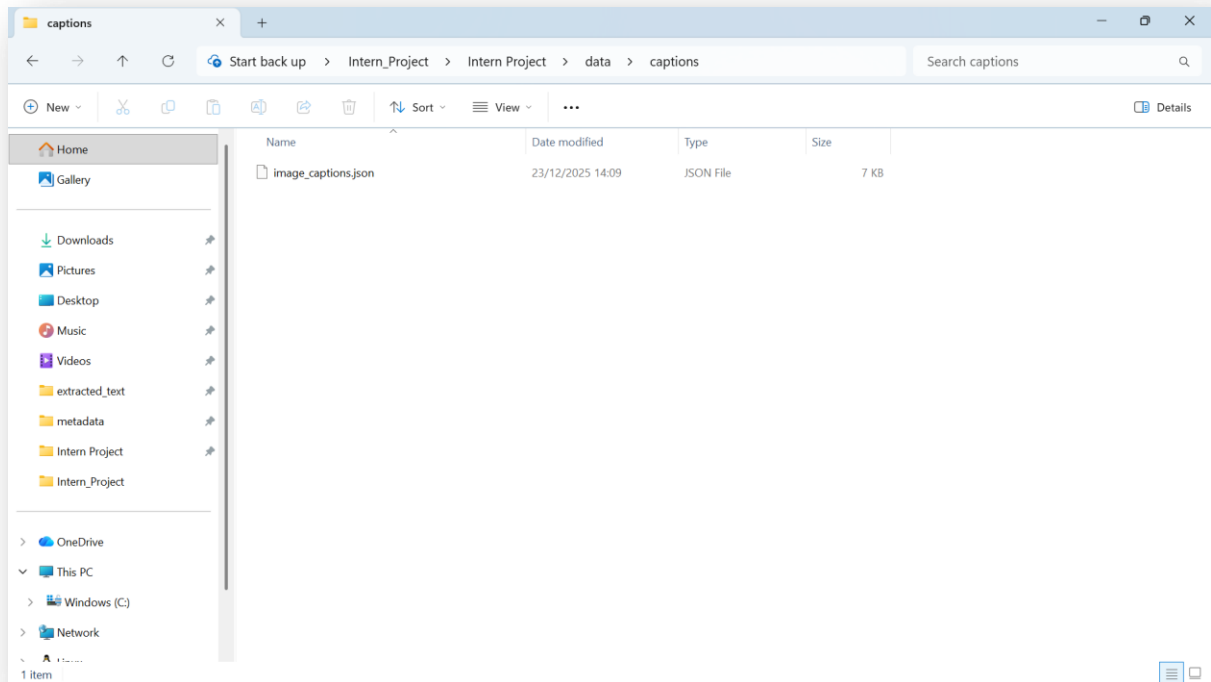 captions
Start back up > Intern_Project > Intern Project > data > captions
Search captions
New
Sort
View
Details
Home
Gallery
Downloads
Pictures
Desktop
Music
Videos
extracted_text
metadata
Intern Project
Intern_Project
OneDrive
This PC
Windows (C:)
Network
Name Date modified Type Size
image_captions.json 23/12/2025 14:09 JSON File 7 KB
1 item